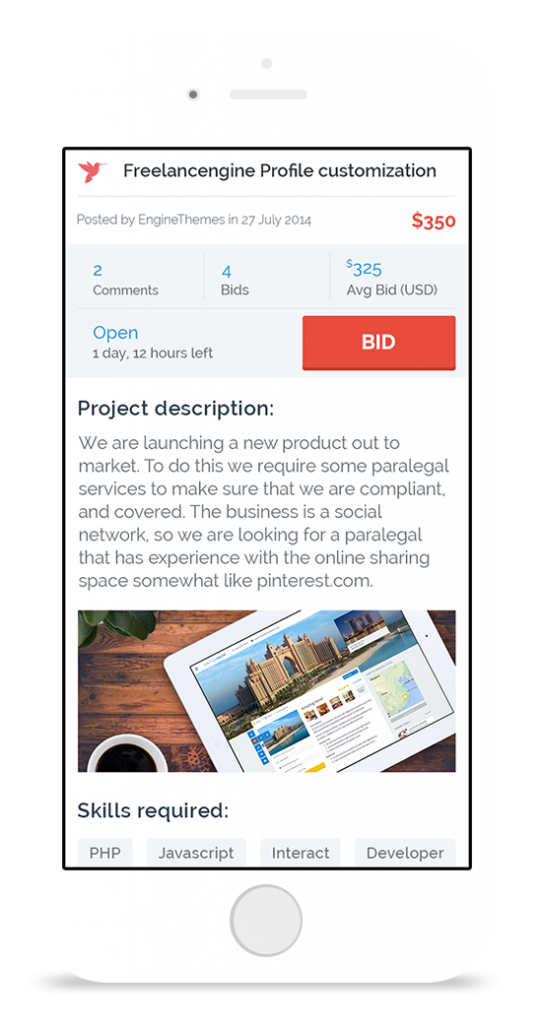 Freelancengine Profile customization
Posted by EngineThemes in 27 July 2014
$350
2
4
$325
Comments
Bids
Avg Bid (USD)
Open
1 day, 12 hours left
BID
Project description:
We are launching a new product out to
market. To do this we require some paralegal
services to make sure that we are compliant,
and covered. The business is a social
network, so we are looking for a paralegal
that has experience with the online sharing
space somewhat like pinterest.com.
Skills required:
PHP
Javascript
Interact
Developer